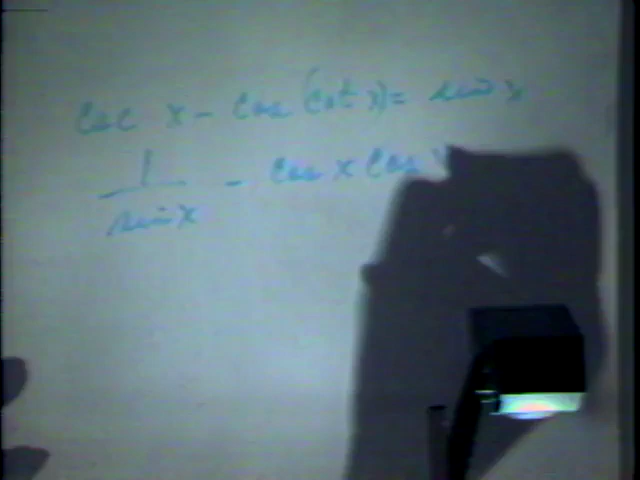 csc x - cos (cot x) = sin x
1
sin x - cos x cos